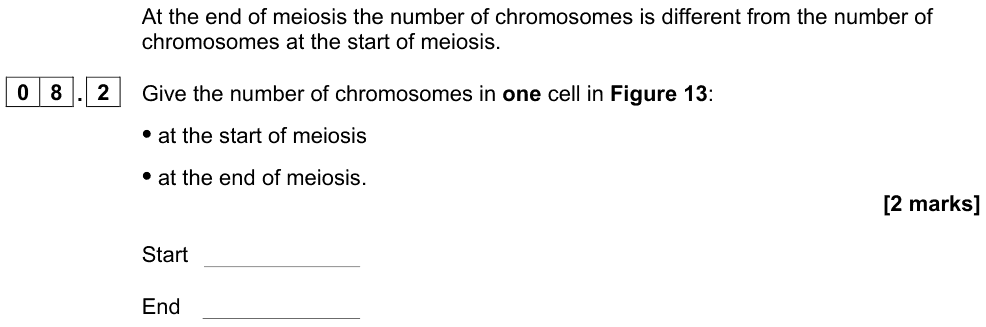 At the end of meiosis the number of chromosomes is different from the number of
chromosomes at the start of meiosis.
0 8 . 2 Give the number of chromosomes in one cell in Figure 13:
• at the start of meiosis
• at the end of meiosis.
[2 marks]
Start
End